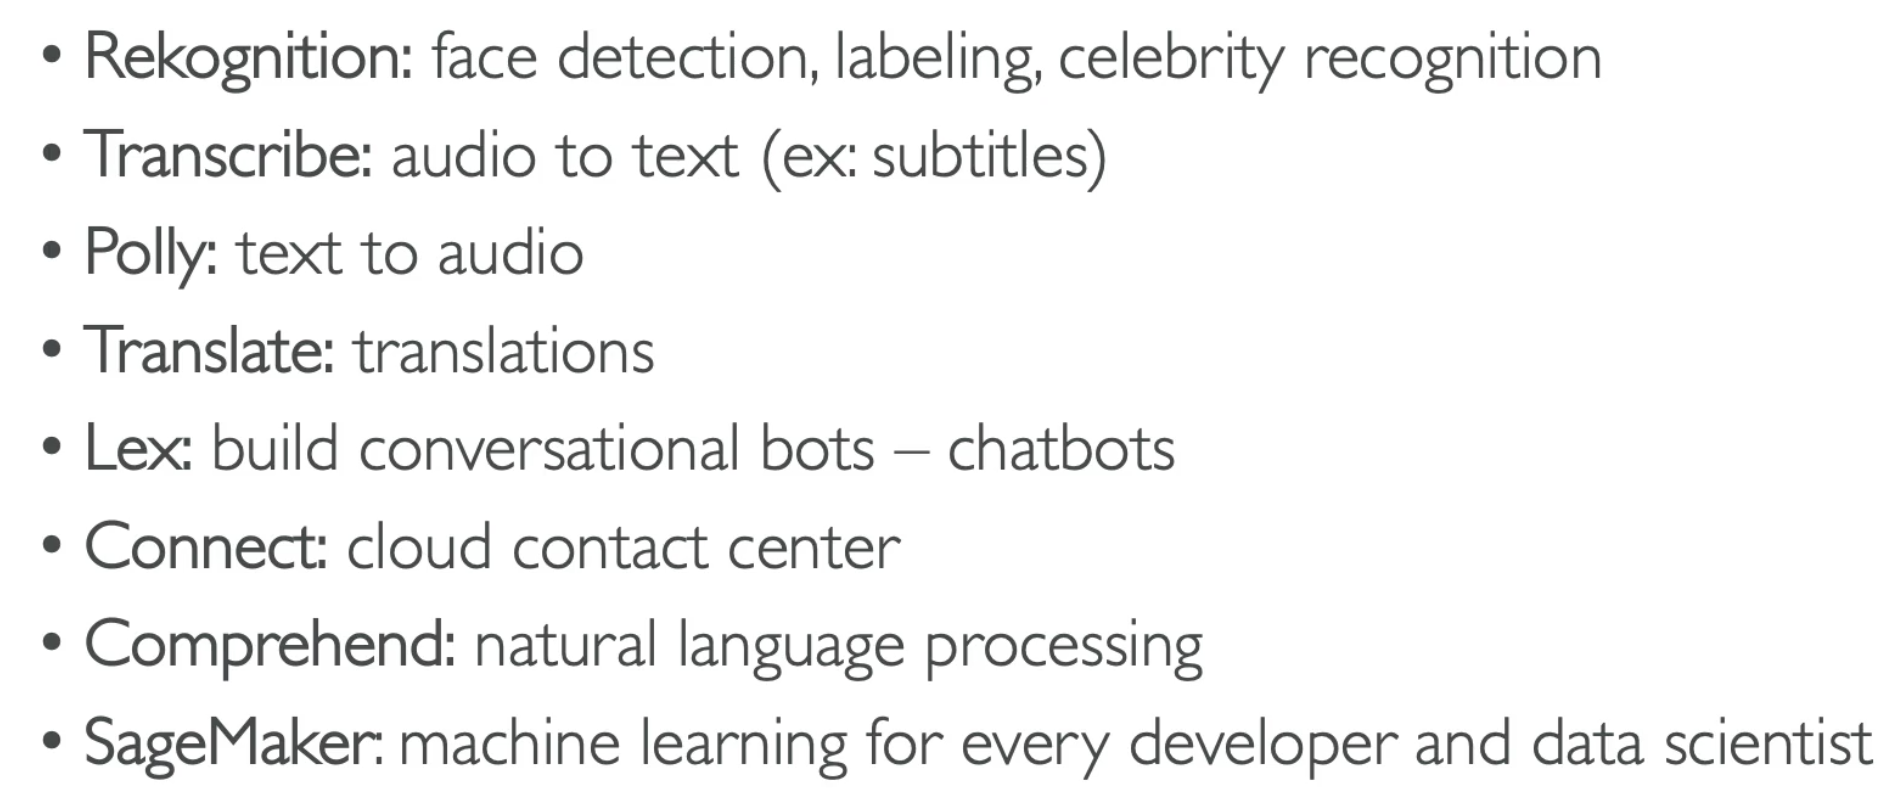 • Rekognition: face detection, labeling, celebrity recognition
• Transcribe: audio to text (ex: subtitles)
• Polly: text to audio
• Translate: translations
• Lex: build conversational bots – chatbots
• Connect: cloud contact center
• Comprehend: natural language processing
• SageMaker: machine learning for every developer and data scientist